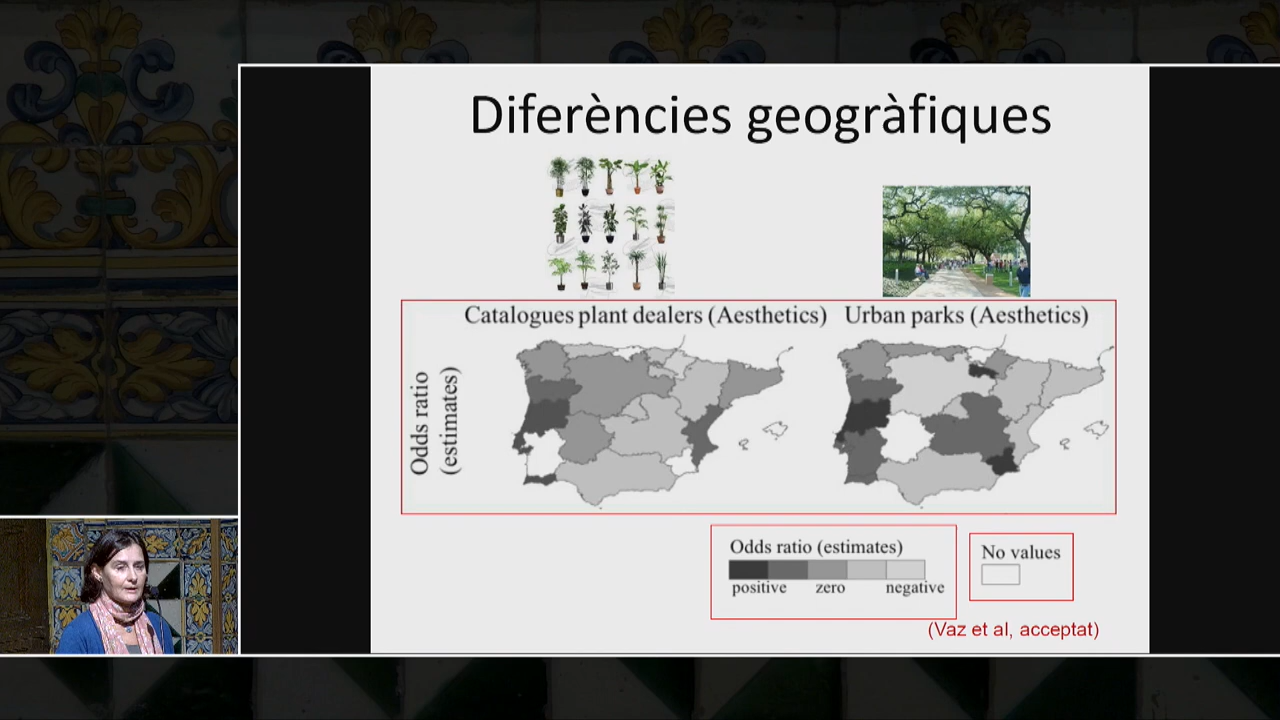 Diferències geogràfiques
Catalogues plant dealers (Aesthetics)
Urban parks (Aesthetics)
Odds ratio
(estimates)
Odds ratio (estimates)
positive zero negative
No values
(Vaz et al, acceptat)